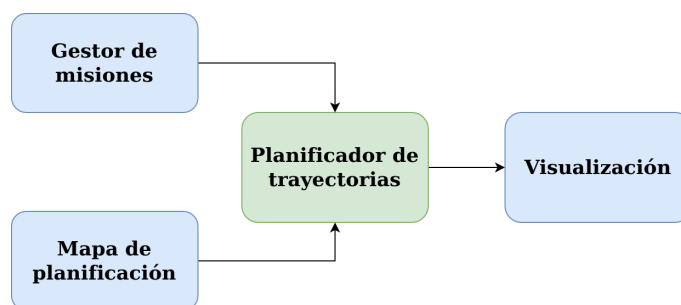 Gestor de
misiones
Planificador de
trayectorias
Visualización
Mapa de
planificación